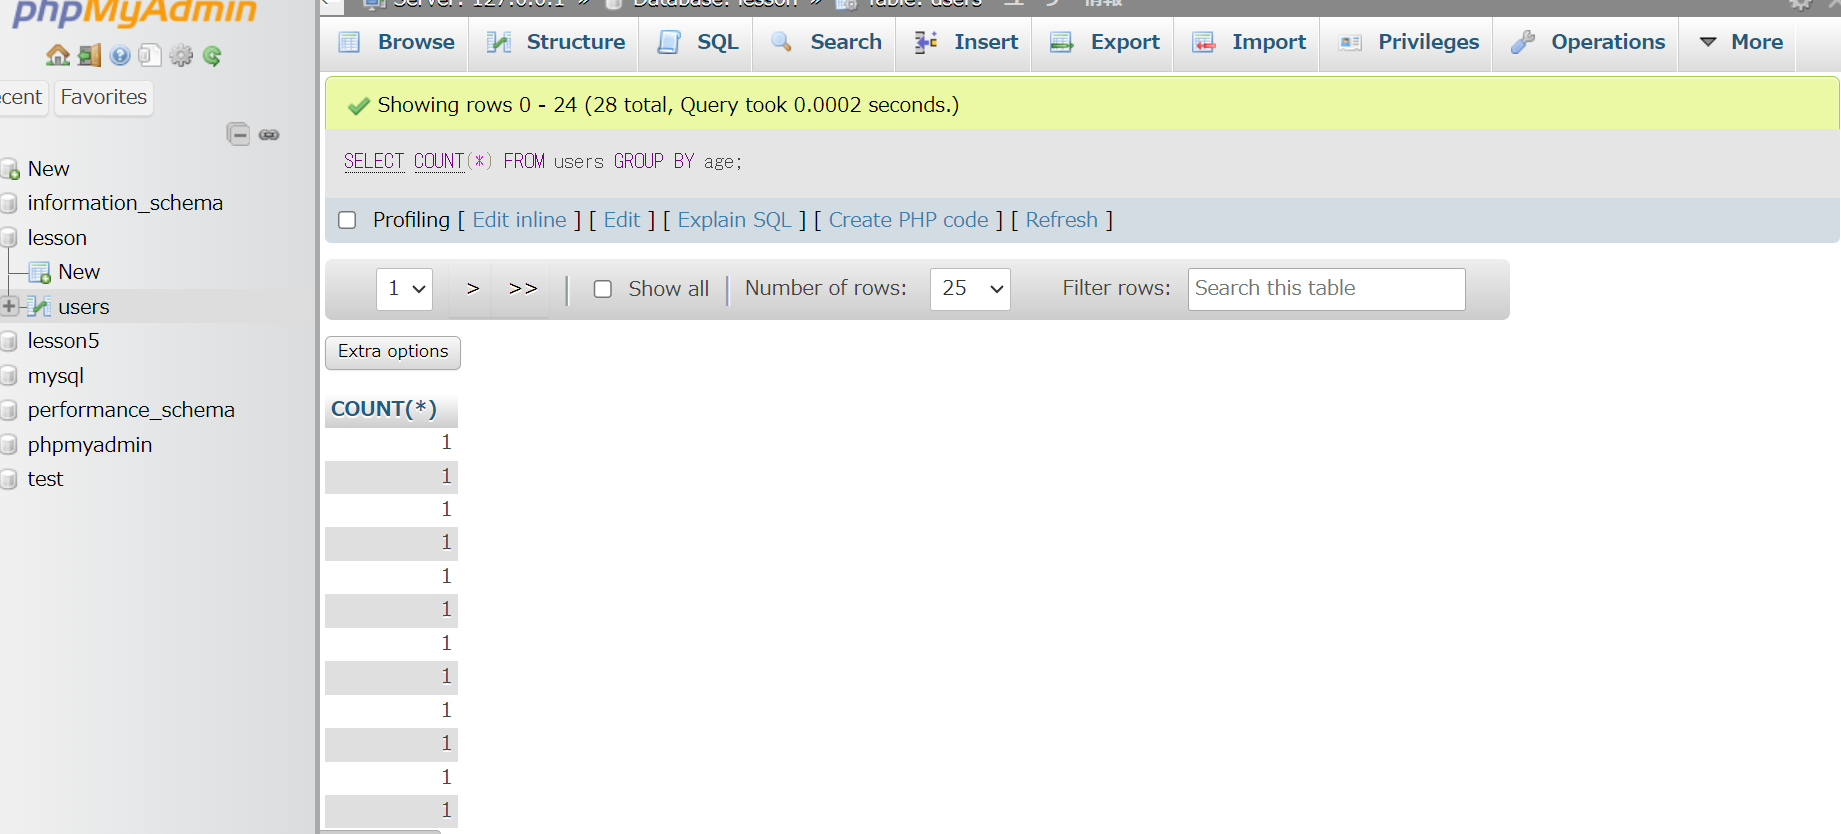 phpMyAdmin
Server: 127.0.0.1 » Database: lesson » Table: users
Browse Structure SQL Search Insert Export Import Privileges Operations More
cent Favorites
New
information_schema
lesson
New
users
lesson5
mysql
performance_schema
phpmyadmin
test
Showing rows 0 - 24 (28 total, Query took 0.0002 seconds.)
SELECT COUNT(*) FROM users GROUP BY age;
Profiling [ Edit inline ] [ Edit ] [ Explain SQL ] [ Create PHP code ] [ Refresh ]
1 > >> Show all Number of rows: 25 Filter rows: Search this table
Extra options
COUNT(*)
1
1
1
1
1
1
1
1
1
1
1
1